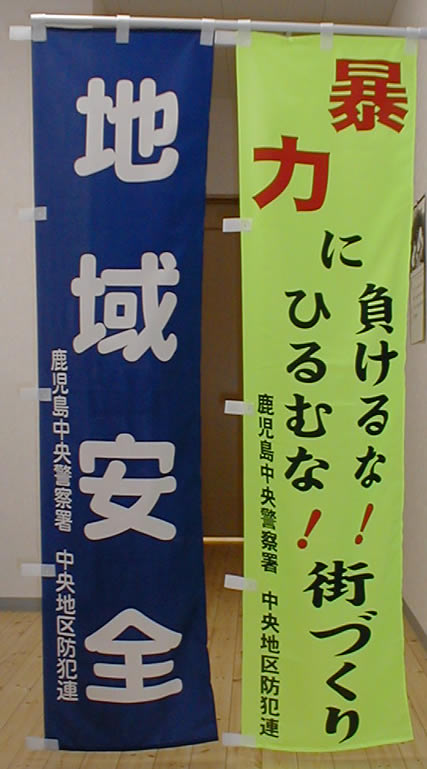 暴力に
負けるな！
ひるむな！
街づくり
鹿児島中央警察署 中央地区防犯連
地域安全
鹿児島中央警察署 中央地区防犯連